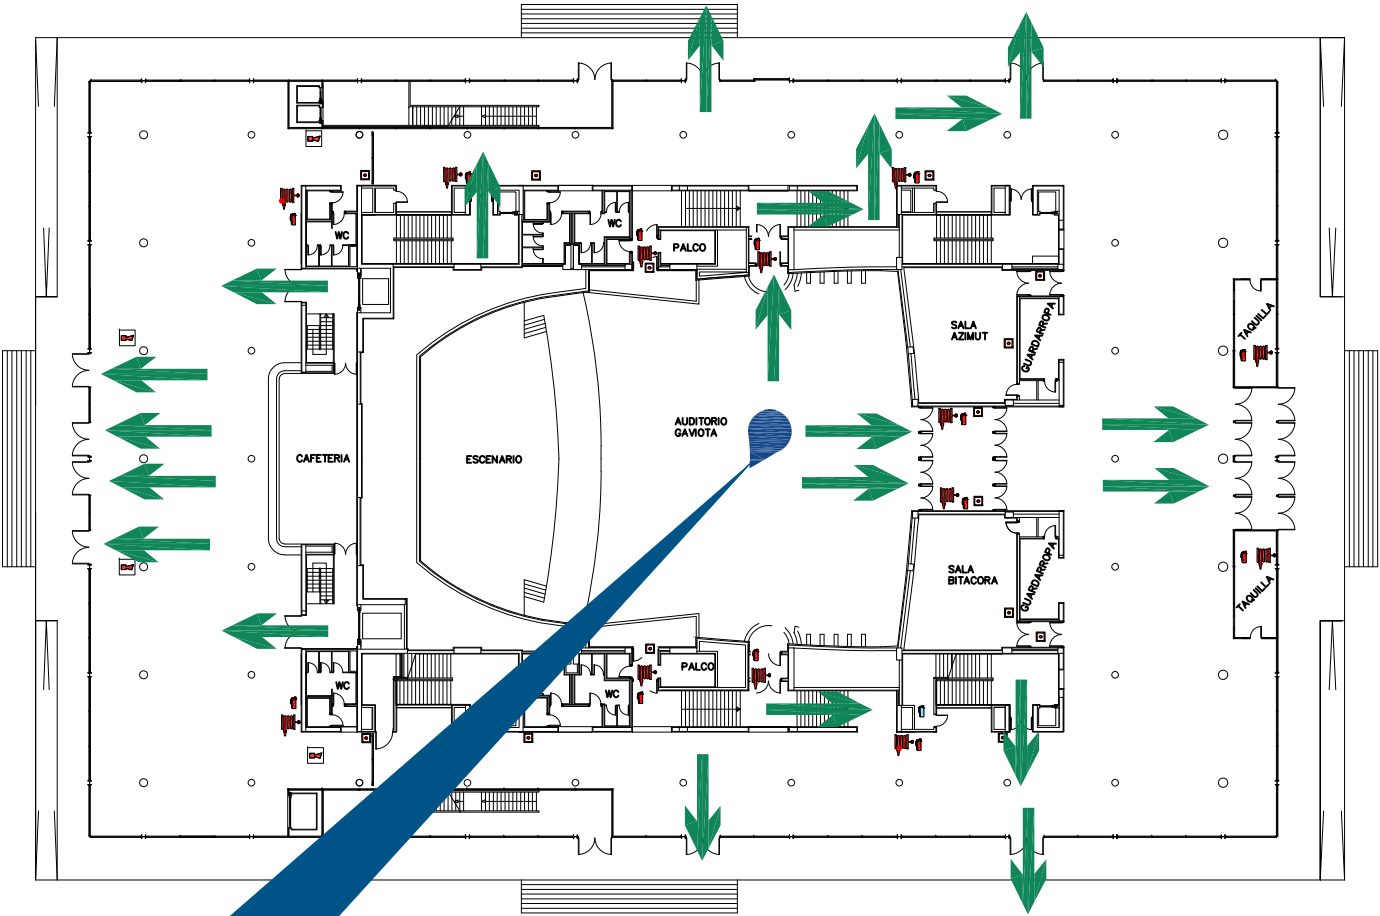 WC
WC
PALCO
SALA
AZIMUT
GUARDARROPA
TAQUILLA
AUDITORIO
GAVIOTA
CAFETERIA
ESCENARIO
SALA
BITACORA
GUARDARROPA
TAQUILLA
PALCO
WC
WC